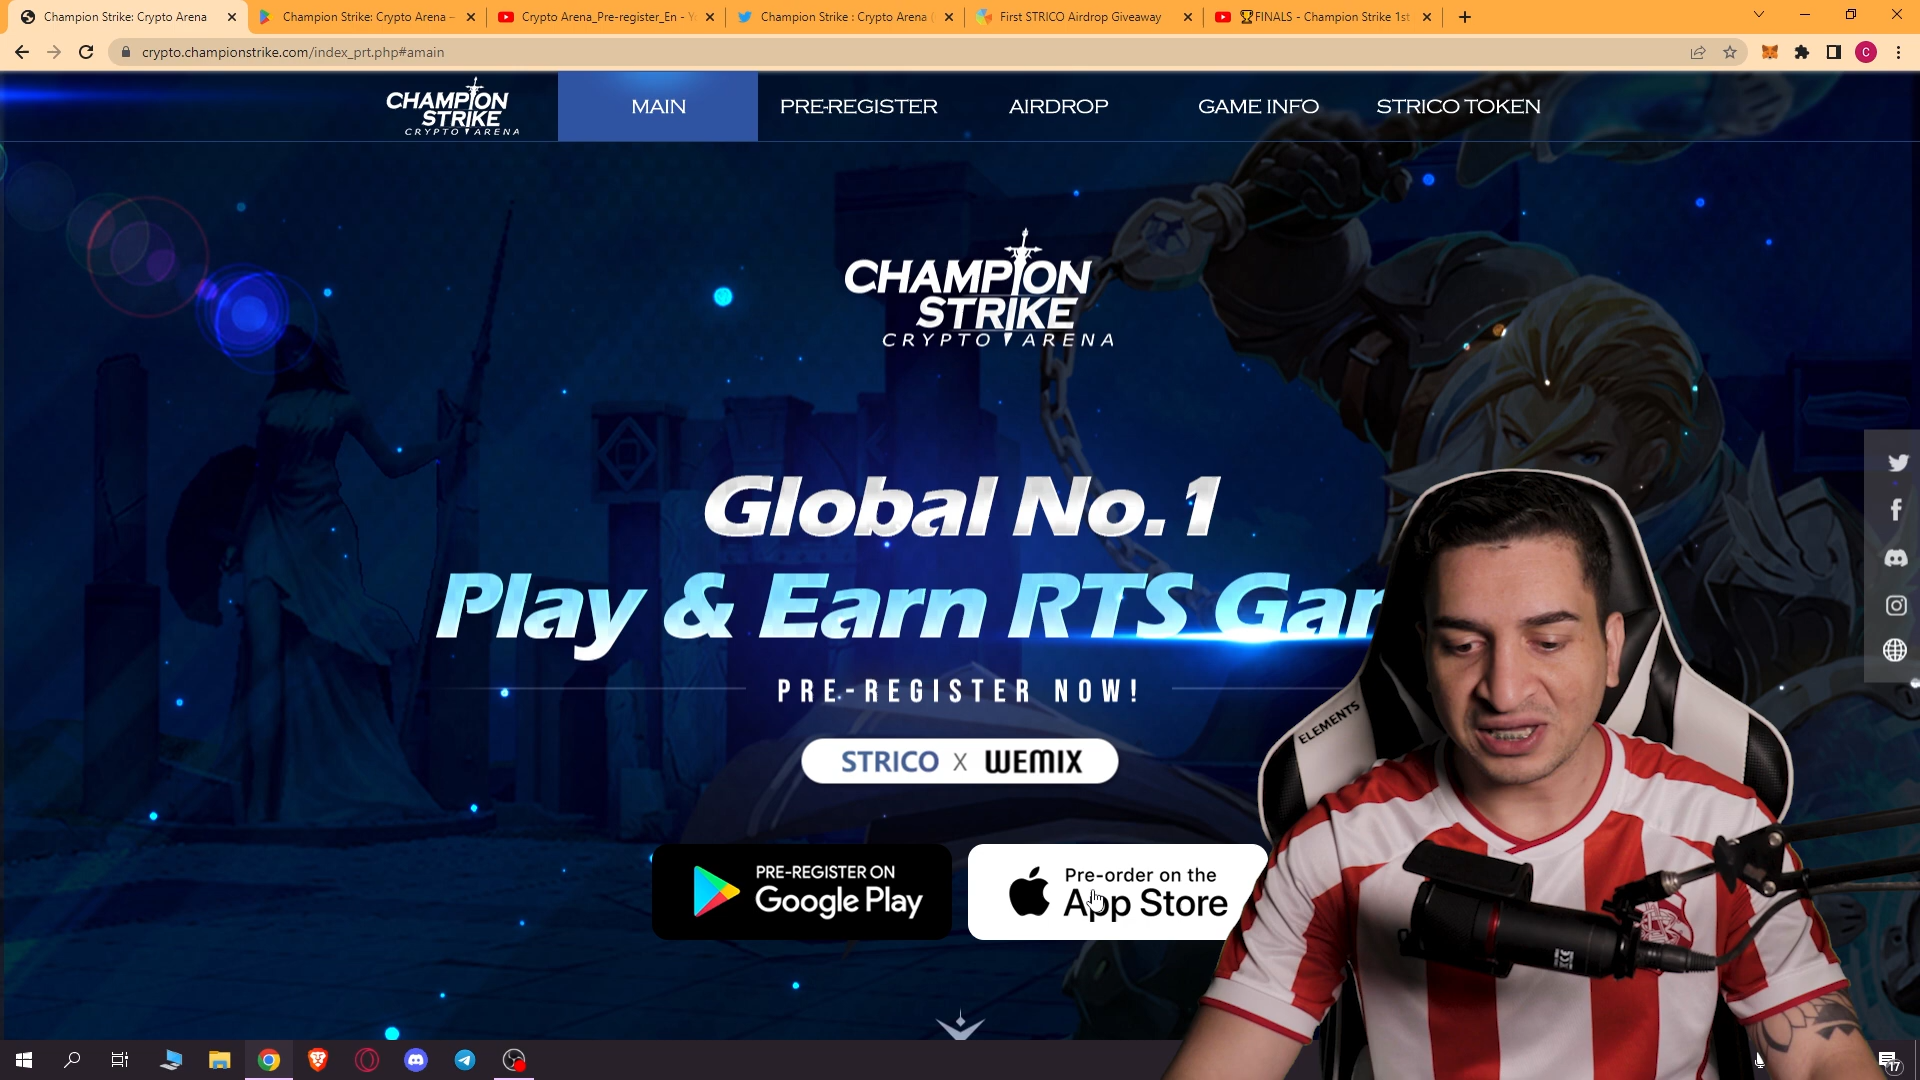 Champion Strike: Crypto Arena
Champion Strike: Crypto Arena –
Crypto Arena_Pre-register_En - Y
Champion Strike : Crypto Arena (
First STRICO Airdrop Giveaway
🏆FINALS - Champion Strike 1st
crypto.championstrike.com/index_prt.php#amain
C
CHAMPION
STRIKE
CRYPTO ARENA
MAIN
PRE-REGISTER
AIRDROP
GAME INFO
STRICO TOKEN
CHAMPION
STRIKE
CRYPTO ARENA
Global No.1
Play & Earn RTS Gam
PRE-REGISTER NOW!
STRICO X WEMIX
PRE-REGISTER ON
Google Play
Pre-order on the
App Store
ELEMENTS
17